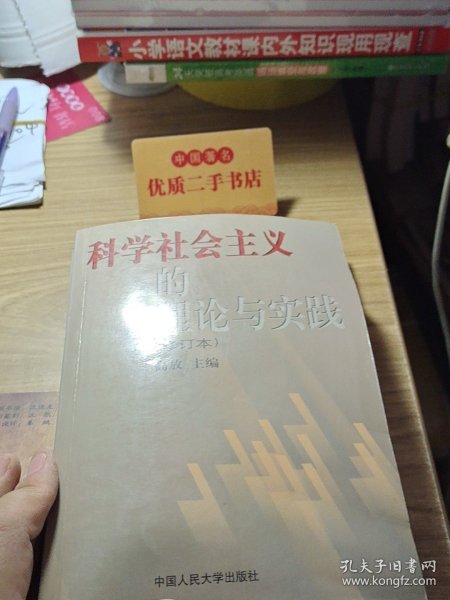 小学语文教材课内外知识现用现查
中国著名
优质二手书店
科学社会主义
的
理论与实践
订本)
高放 主编
中国人民大学出版社
孔夫子旧书网
www.kongfz.com